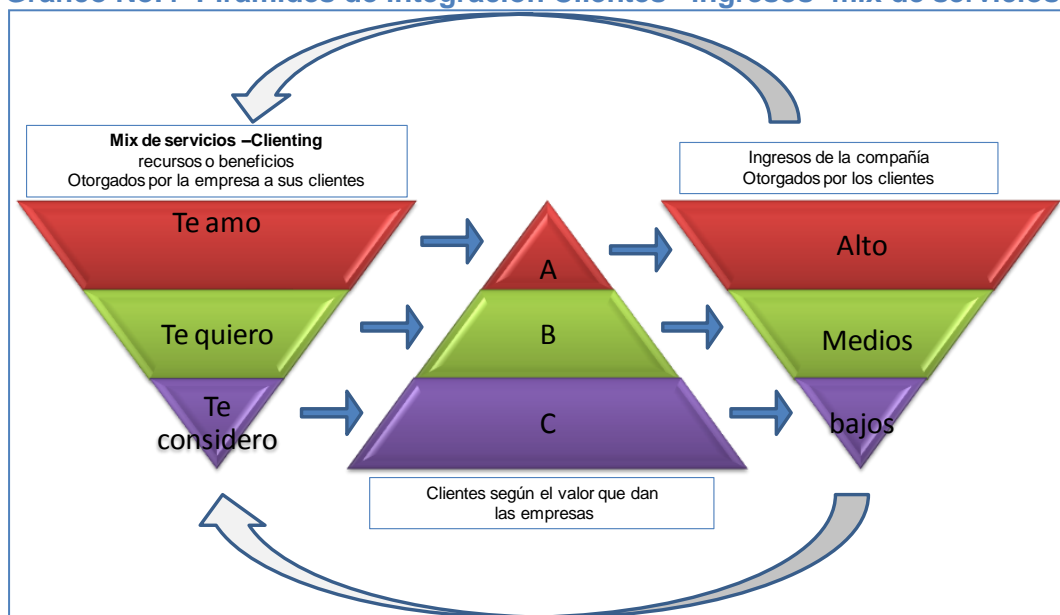 Mix de servicios –Clienting
recursos o beneficios
Otorgados por la empresa a sus clientes
Ingresos de la compañía
Otorgados por los clientes
Te amo
Te quiero
Te
considero
A
B
C
Alto
Medios
bajos
Clientes según el valor que dan
las empresas